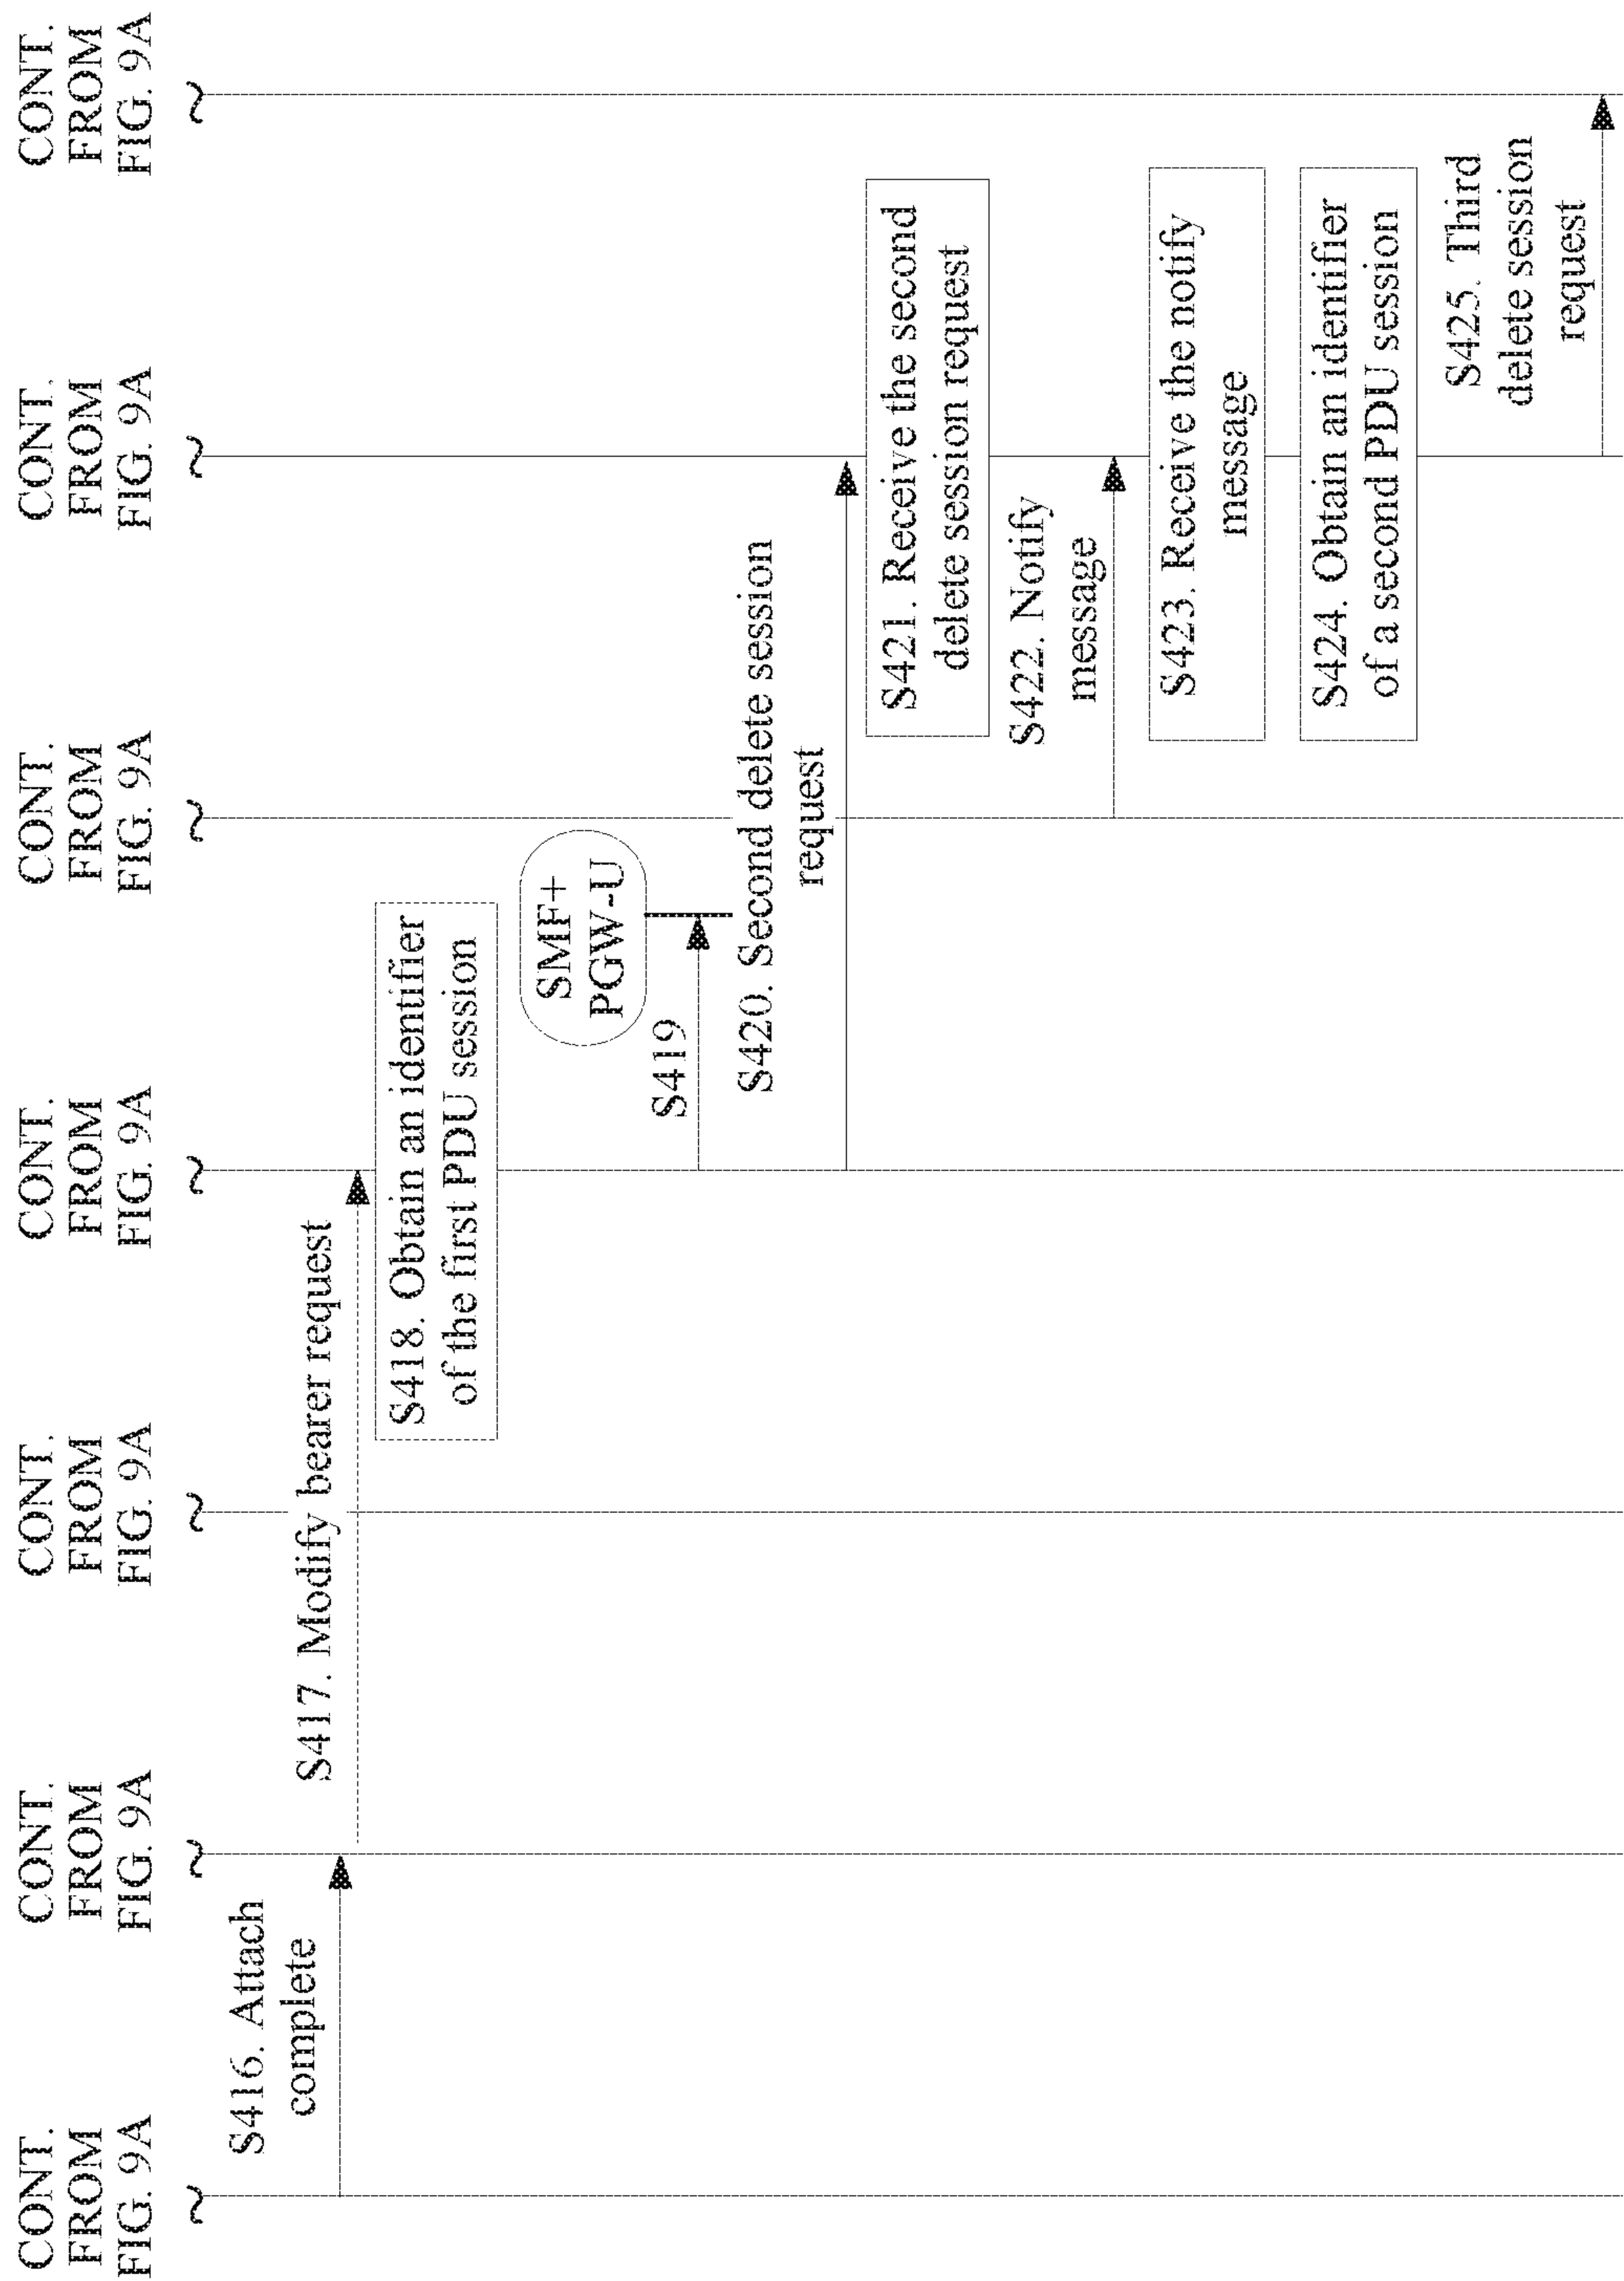 CONT.
FROM
FIG. 9A
CONT.
FROM
FIG. 9A
CONT.
FROM
FIG. 9A
CONT.
FROM
FIG. 9A
CONT.
FROM
FIG. 9A
CONT.
FROM
FIG. 9A
CONT.
FROM
FIG. 9A
S416. Attach
complete
S417. Modify bearer request
S418. Obtain an identifier
of the first PDU session
SMF+
PGW-U
S419
S420. Second delete session
request
S421. Receive the second
delete session request
S422. Notify
message
S423. Receive the notify
message
S424. Obtain an identifier
of a second PDU session
S425. Third
delete session
request